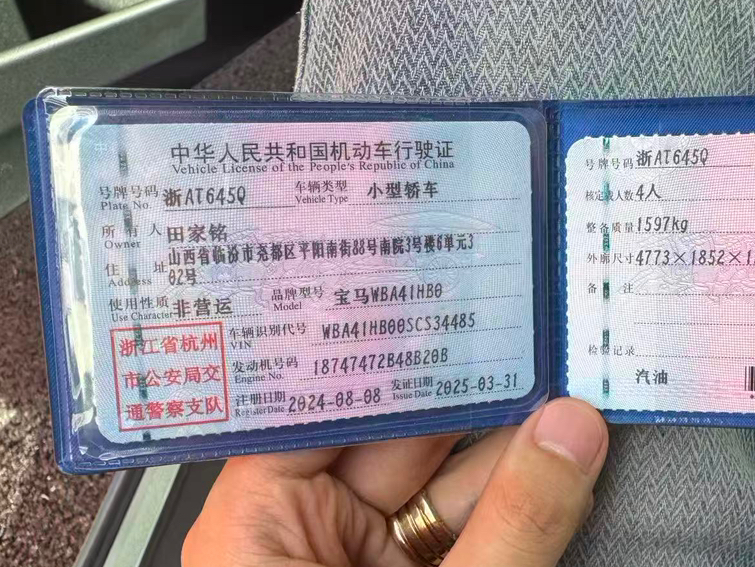 中华人民共和国机动车行驶证
Vehicle License of the People's Republic of China
号牌号码 浙AT645Q 车辆类型 小型轿车
Plate No. Vehicle Type
所有人 田家铭
Owner
住址 山西省临汾市尧都区平阳南街88号南院3号楼6单元3
Address 02号
使用性质 非营运 品牌型号 宝马WBA41HB0
Use Character Model
车辆识别代号 WBA41HB00SCS34485
VIN
发动机号码 18747472B48B20B
Engine No.
注册日期 2024-08-08 发证日期 2025-03-31
Register Date Issue Date
浙江省杭州
市公安局交
通警察支队
号牌号码 浙AT645Q
核定载人数 4人
整备质量 1597kg
外廓尺寸 4773×1852×1
备注
检验记录
汽油